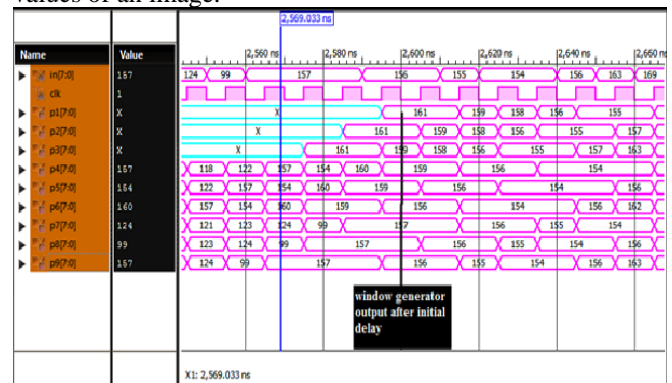 values of an image.
2,569.033 ns
Name Value 2,560 ns 2,580 ns 2,600 ns 2,620 ns 2,640 ns 2,660 ns
in[7:0] 157 124 99 157 156 155 154 156 163 169
clk 1
p1[7:0] X X 161 159 158 156 155
p2[7:0] X X 161 159 158 156 155 157
p3[7:0] X X 161 159 158 156 155 157 163
p4[7:0] 157 118 122 157 154 160 159 156 154
p5[7:0] 154 122 157 154 160 159 156 154 156
p6[7:0] 160 157 154 160 159 156 154 156 162
p7[7:0] 124 121 123 124 99 157 156 155 154
p8[7:0] 99 123 124 99 157 156 155 154 156
p9[7:0] 157 124 99 157 156 155 154 156 163
window generator
output after initial
delay
X1: 2,569.033 ns